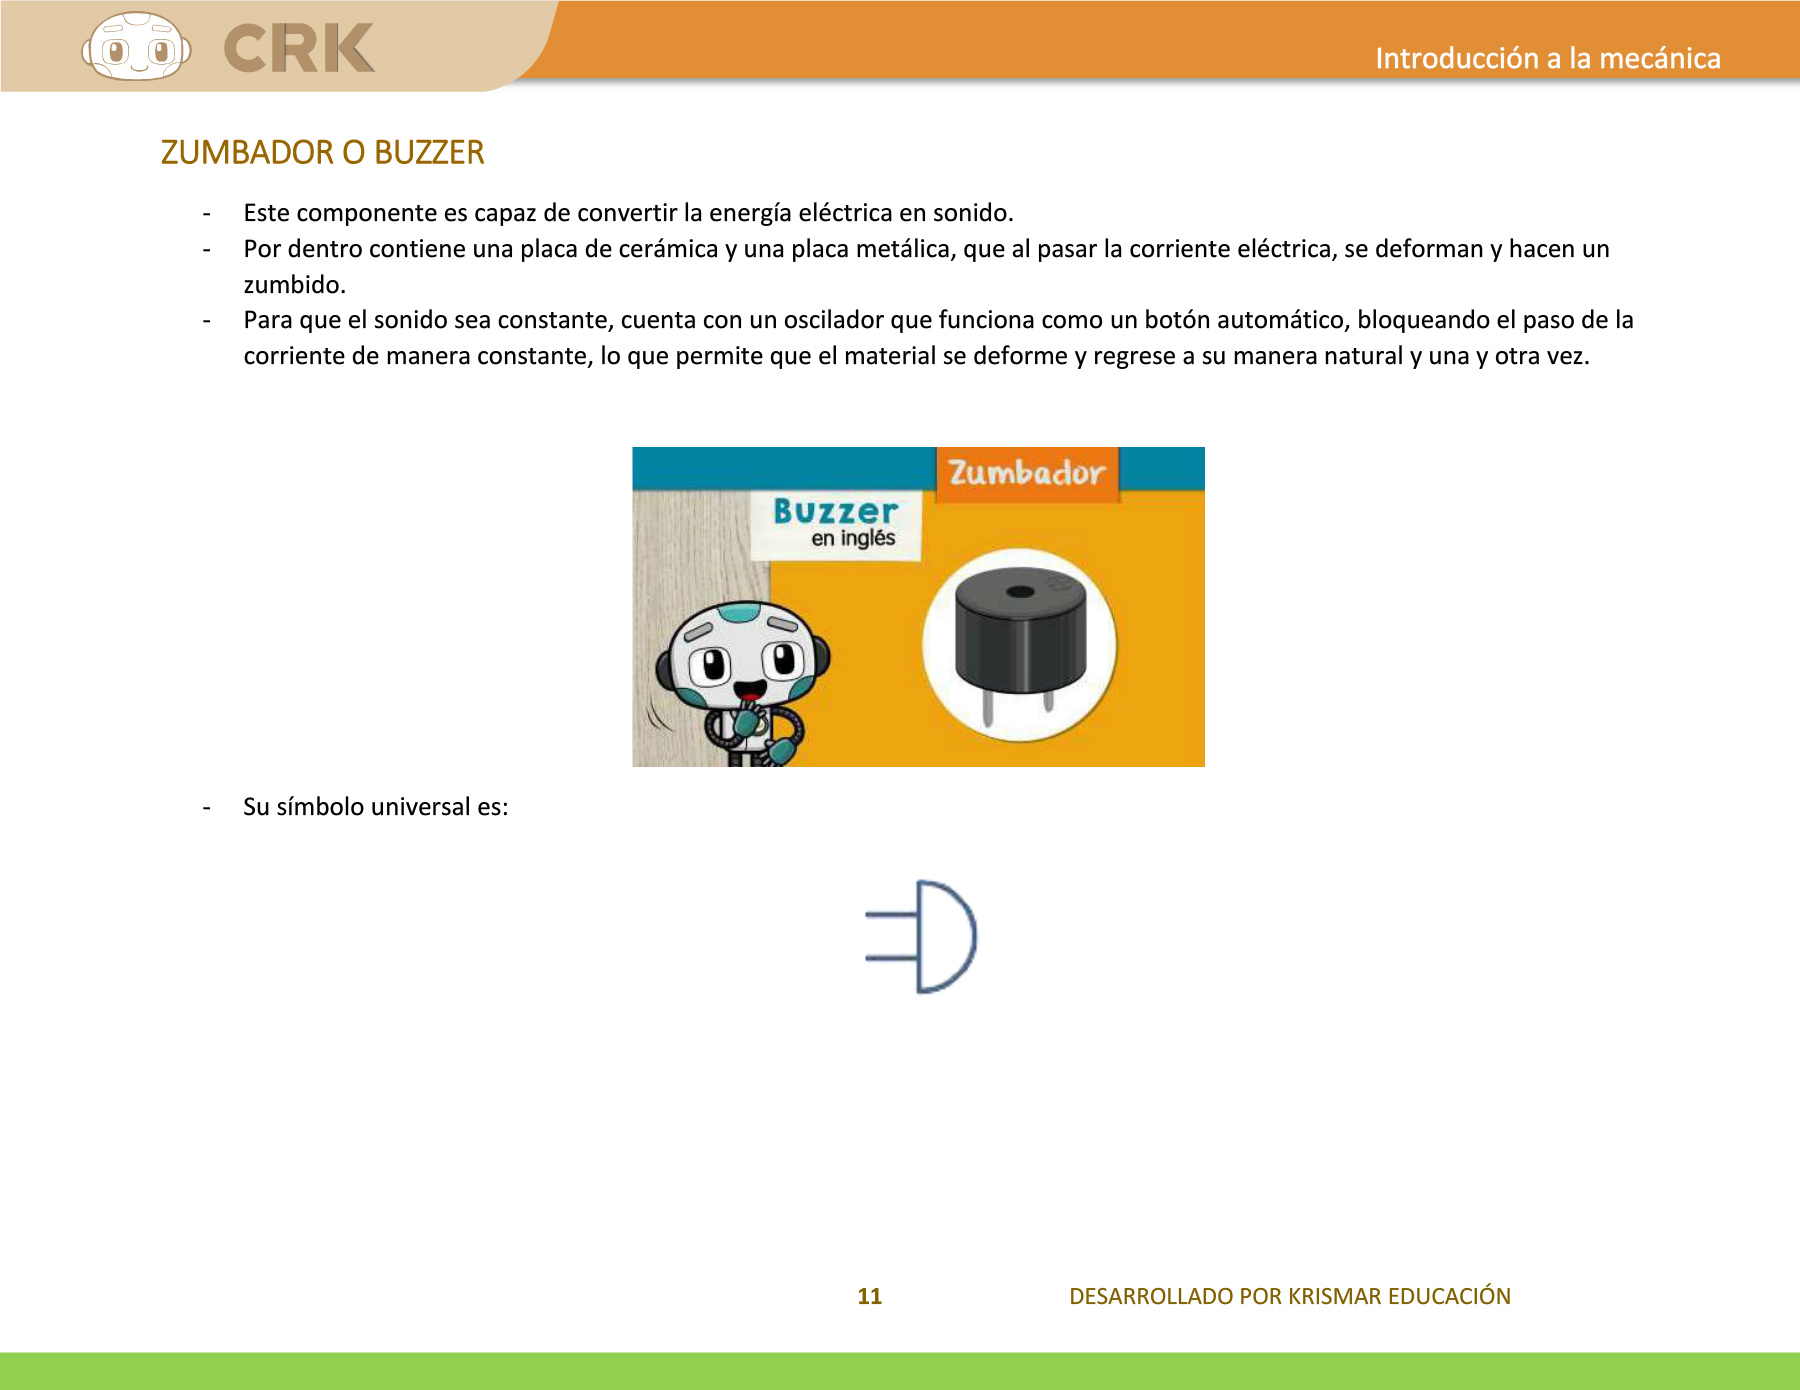 CRK
Introducción a la mecánica
ZUMBADOR O BUZZER
- Este componente es capaz de convertir la energía eléctrica en sonido.
- Por dentro contiene una placa de cerámica y una placa metálica, que al pasar la corriente eléctrica, se deforman y hacen un
zumbido.
- Para que el sonido sea constante, cuenta con un oscilador que funciona como un botón automático, bloqueando el paso de la
corriente de manera constante, lo que permite que el material se deforme y regrese a su manera natural y una y otra vez.
Zumbador
Buzzer
en inglés
- Su símbolo universal es:
11 DESARROLLADO POR KRISMAR EDUCACIÓN